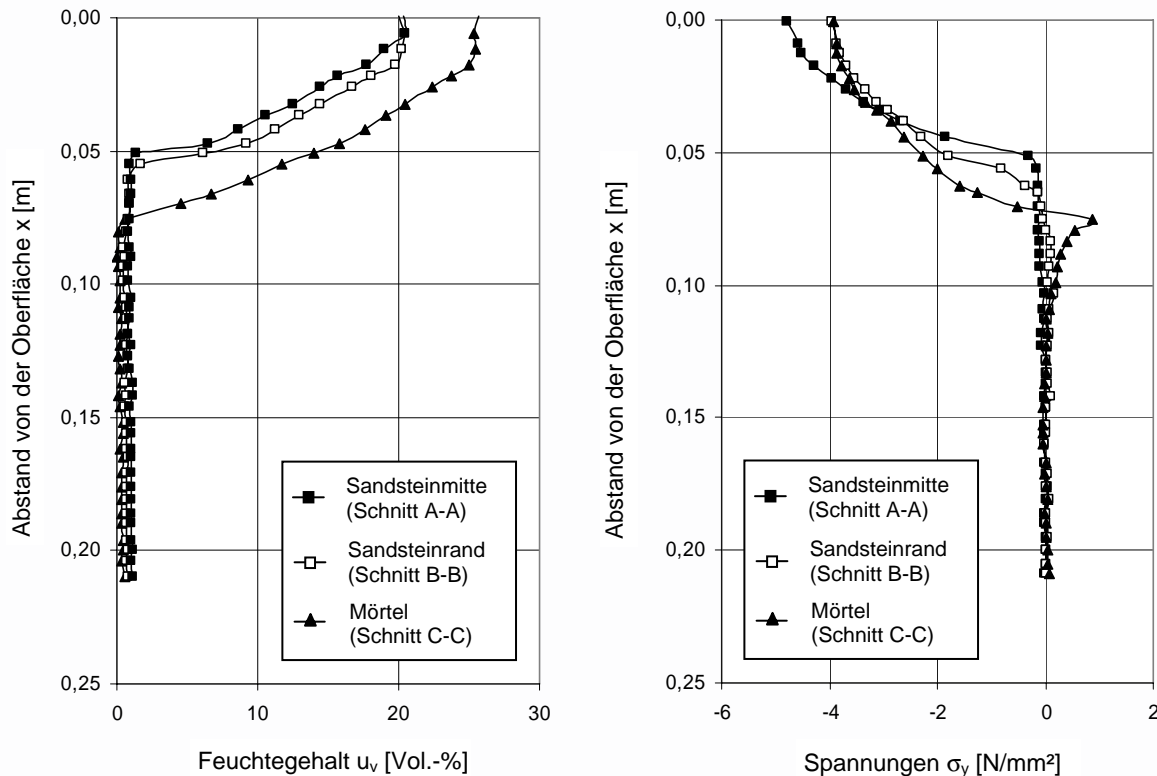 0,00
0,05
0,10
0,15
0,20
0,25
Abstand von der Oberfläche x [m]
0 10 20 30
Feuchtegehalt uv [Vol.-%]
Sandsteinmitte
(Schnitt A-A)
Sandsteinrand
(Schnitt B-B)
Mörtel
(Schnitt C-C)
0,00
0,05
0,10
0,15
0,20
0,25
Abstand von der Oberfläche x [m]
-6 -4 -2 0 2
Spannungen σy [N/mm²]
Sandsteinmitte
(Schnitt A-A)
Sandsteinrand
(Schnitt B-B)
Mörtel
(Schnitt C-C)